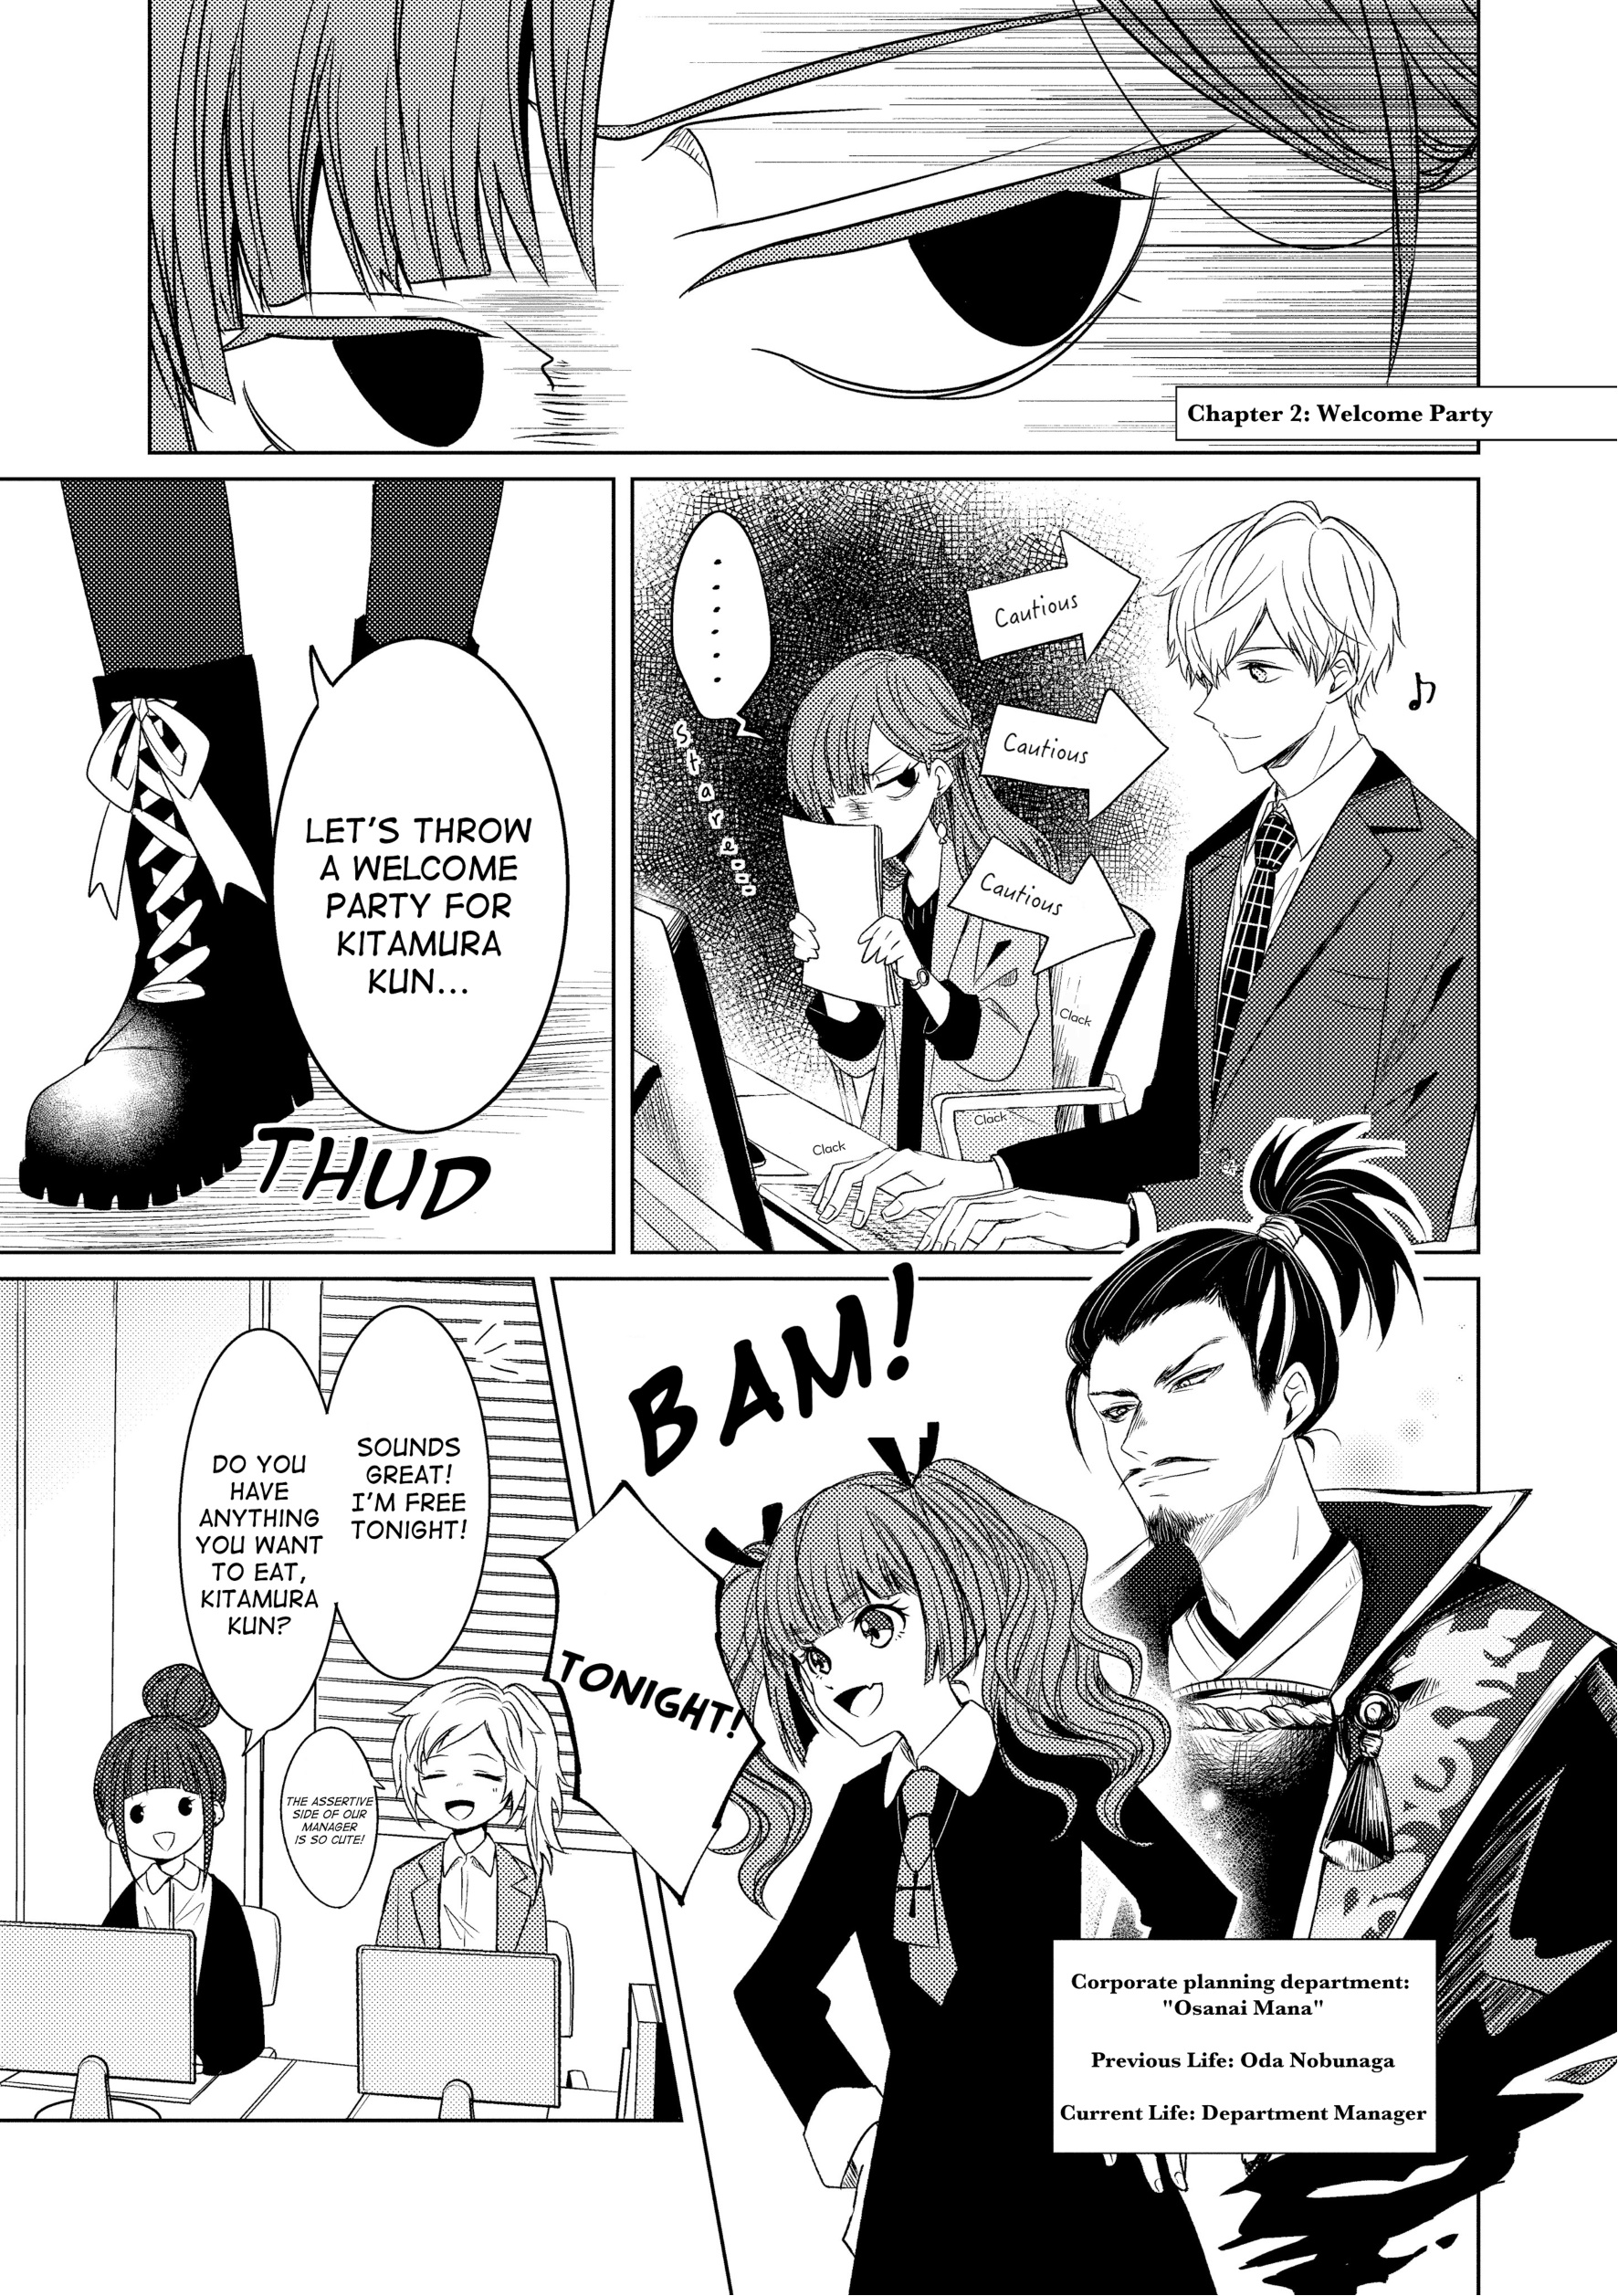 Chapter 2: Welcome Party
......
Stare...
Cautious
Cautious
Cautious
Clack
Clack
Clack
LET'S THROW
A WELCOME
PARTY FOR
KITAMURA
KUN...
THUD
BAM!
TONIGHT!
Corporate planning department:
"Osanai Mana"
Previous Life: Oda Nobunaga
Current Life: Department Manager
SOUNDS
GREAT!
I'M FREE
TONIGHT!
THE ASSERTIVE
SIDE OF OUR
MANAGER
IS SO CUTE!
DO YOU
HAVE
ANYTHING
YOU WANT
TO EAT,
KITAMURA
KUN?